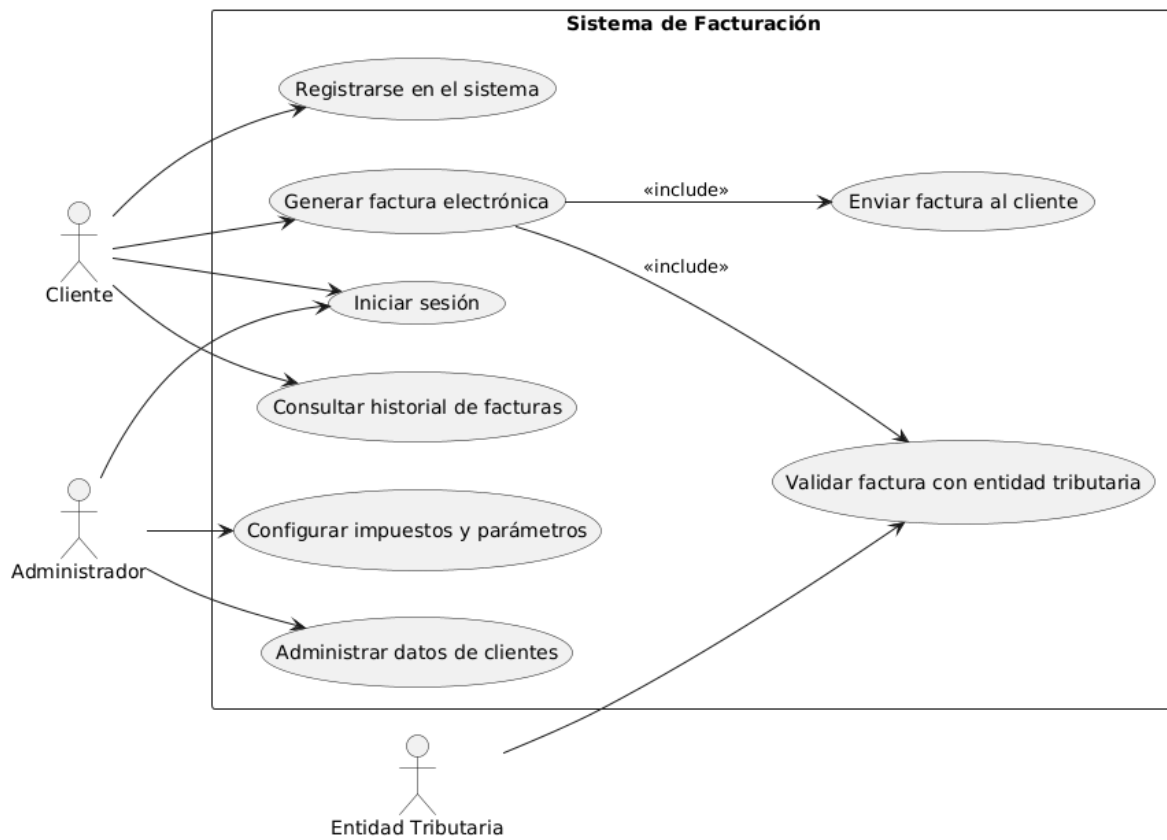 Sistema de Facturación
Registrarse en el sistema
Generar factura electrónica
«include»
Enviar factura al cliente
«include»
Cliente
Iniciar sesión
Consultar historial de facturas
Validar factura con entidad tributaria
Configurar impuestos y parámetros
Administrador
Administrar datos de clientes
Entidad Tributaria